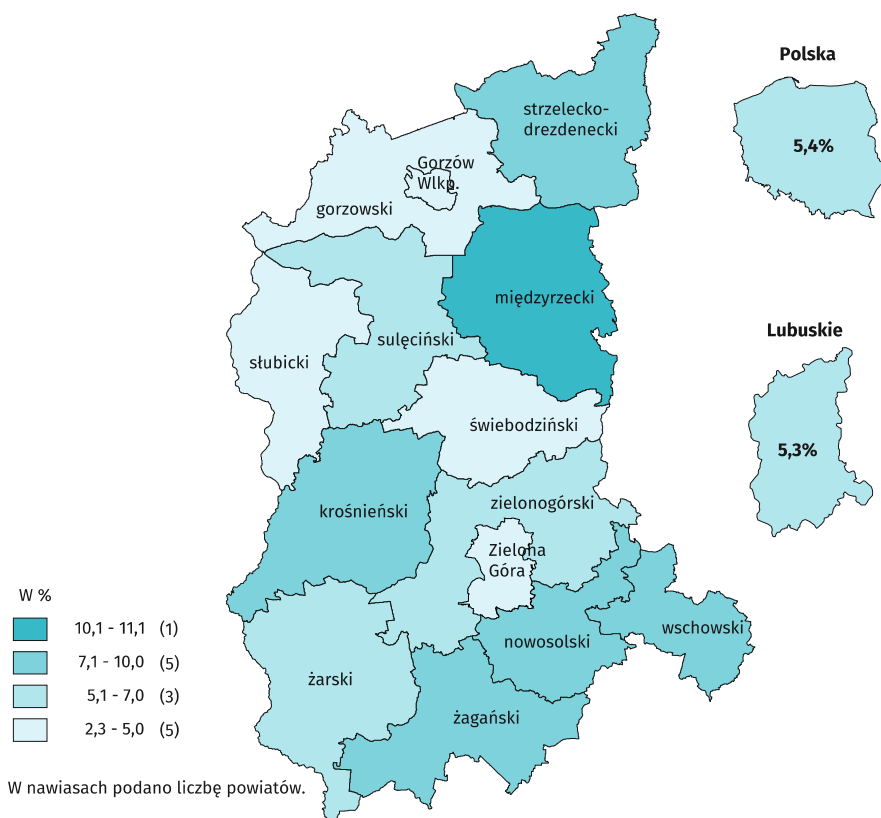 Polska
5,4%
strzelecko-
drezdenecki
Gorzów
Wlkp.
gorzowski
międzyrzecki
sulęciński
słubicki
Lubuskie
5,3%
świebodziński
krośnieński
zielonogórski
Zielona
Góra
nowosolski
wschowski
żarski
żagański
W %
10,1 - 11,1 (1)
7,1 - 10,0 (5)
5,1 - 7,0 (3)
2,3 - 5,0 (5)
W nawiasach podano liczbę powiatów.